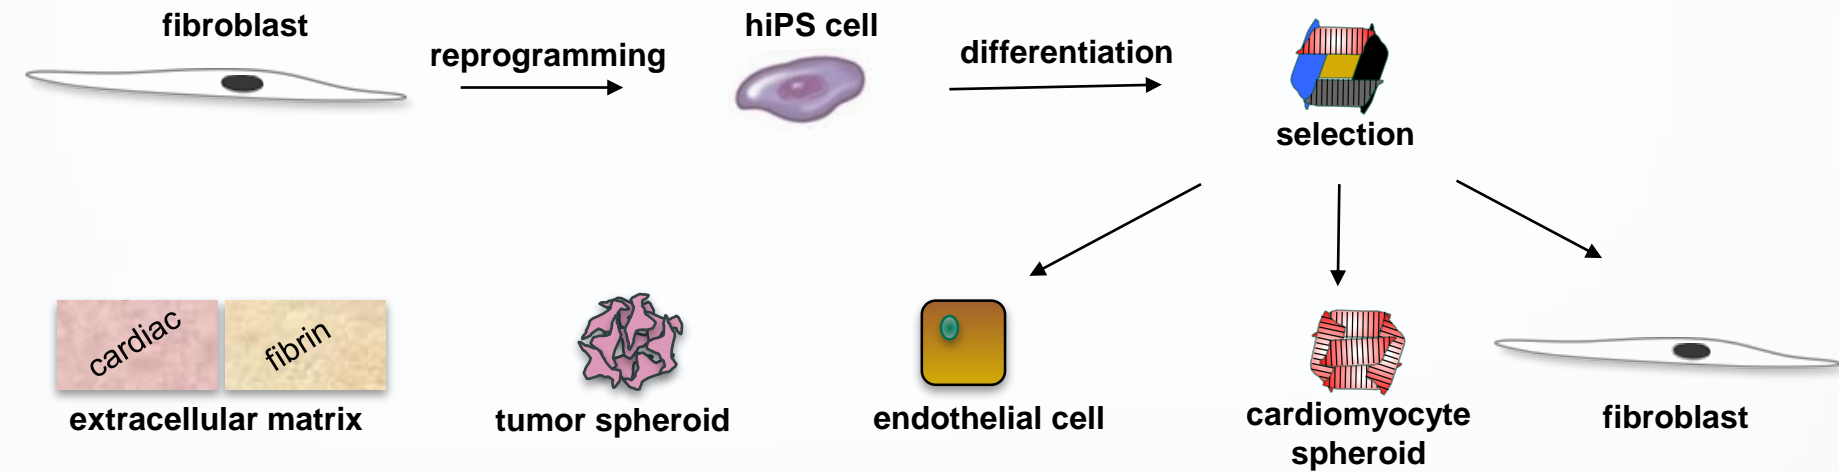 fibroblast
reprogramming
hiPS cell
differentiation
selection
cardiac
fibrin
extracellular matrix
tumor spheroid
endothelial cell
cardiomyocyte
spheroid
fibroblast